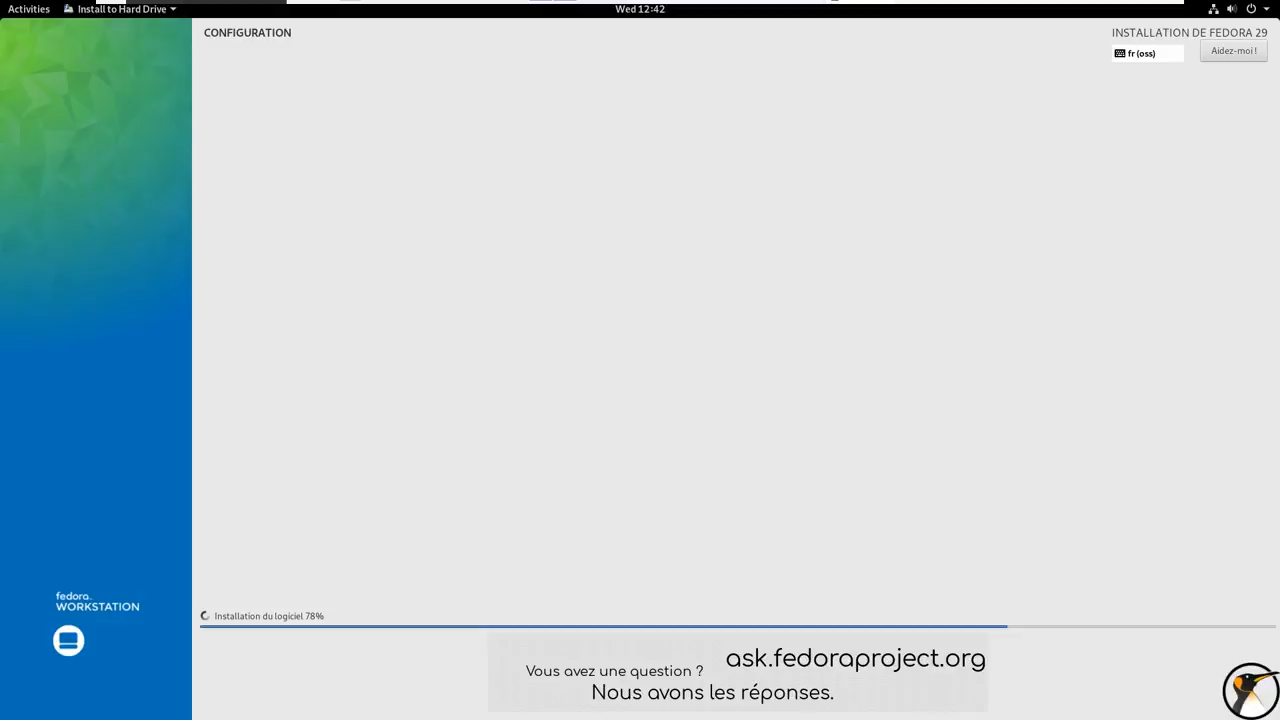 Activities Install to Hard Drive Wed 12:42
CONFIGURATION
INSTALLATION DE FEDORA 29
fr (oss)
Aidez-moi !
fedora.
WORKSTATION
Installation du logiciel 78%
Vous avez une question ? ask.fedoraproject.org
Nous avons les réponses.